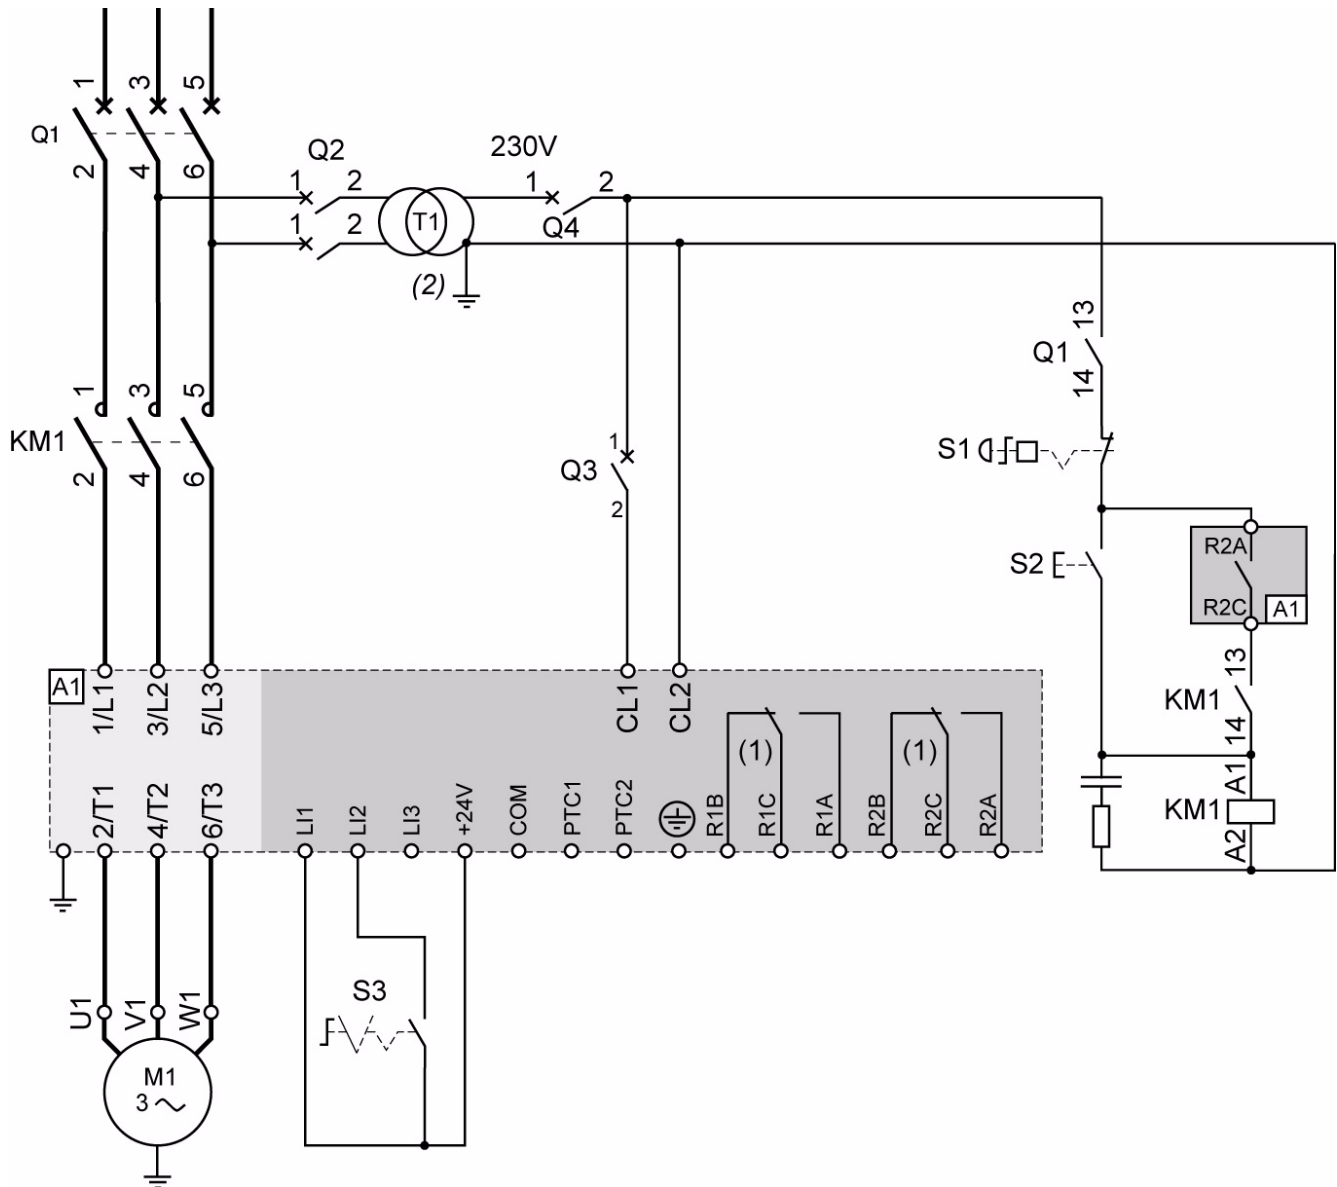 1 3 5
Q1
2 4 6
Q2
230V
1 2
1 2
1 2
T1
Q4
(2)
13
Q1
14
1 3 5
KM1
2 4 6
1
Q3
2
S1
S2
R2A
R2C
A1
13
KM1
14
A1
KM1
A2
A1
1/L1 3/L2 5/L3
CL1 CL2
(1) (1)
2/T1 4/T2 6/T3
LI1 LI2 LI3 +24V COM PTC1 PTC2 R1B R1C R1A R2B R2C R2A
S3
U1 V1 W1
M1
3